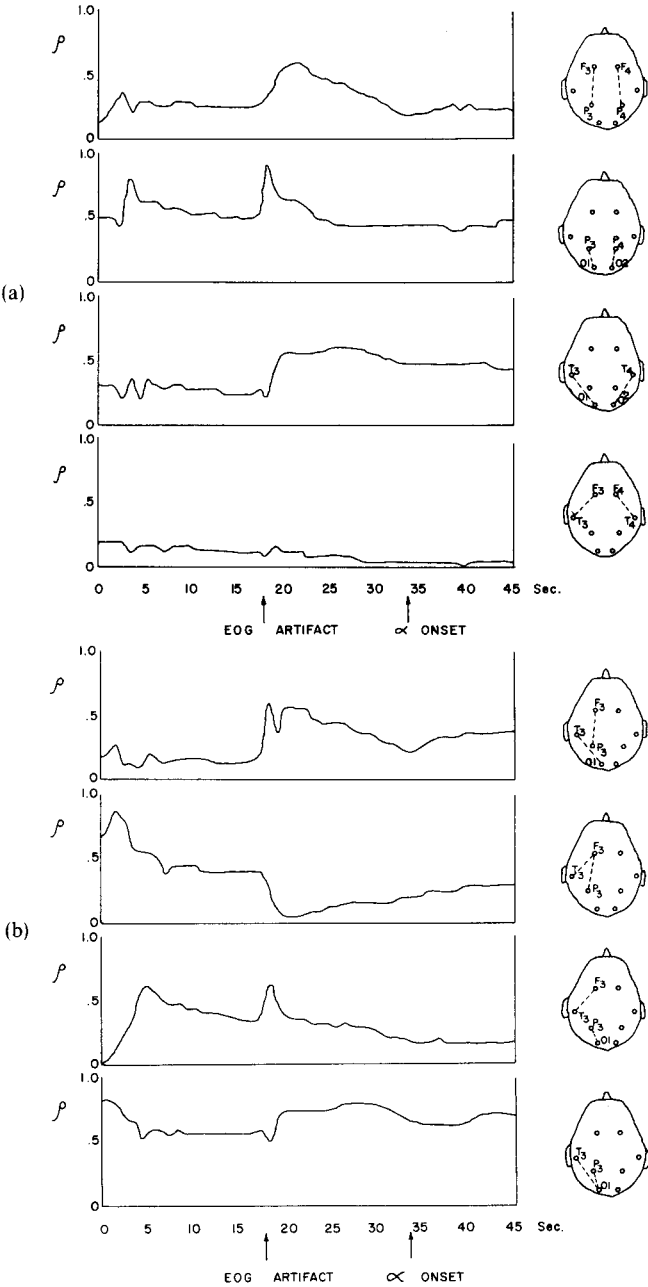 ρ
1.0
.5
0
F3 F4
P3 P4
ρ
1.0
.5
0
P3 P4
O1 O2
(a)
ρ
1.0
.5
0
T3 T4
O1 O2
ρ
1.0
.5
0
F3 F4
T3 T4
0 5 10 15 20 25 30 35 40 45 Sec.
EOG ARTIFACT ∝ ONSET
ρ
1.0
.5
0
F3
T3
P3
O1
ρ
1.0
.5
0
F3
T3
P3
(b)
ρ
1.0
.5
0
F3
T3
P3
O1
ρ
1.0
.5
0
T3
P3
O1
0 5 10 15 20 25 30 35 40 45 Sec.
EOG ARTIFACT ∝ ONSET